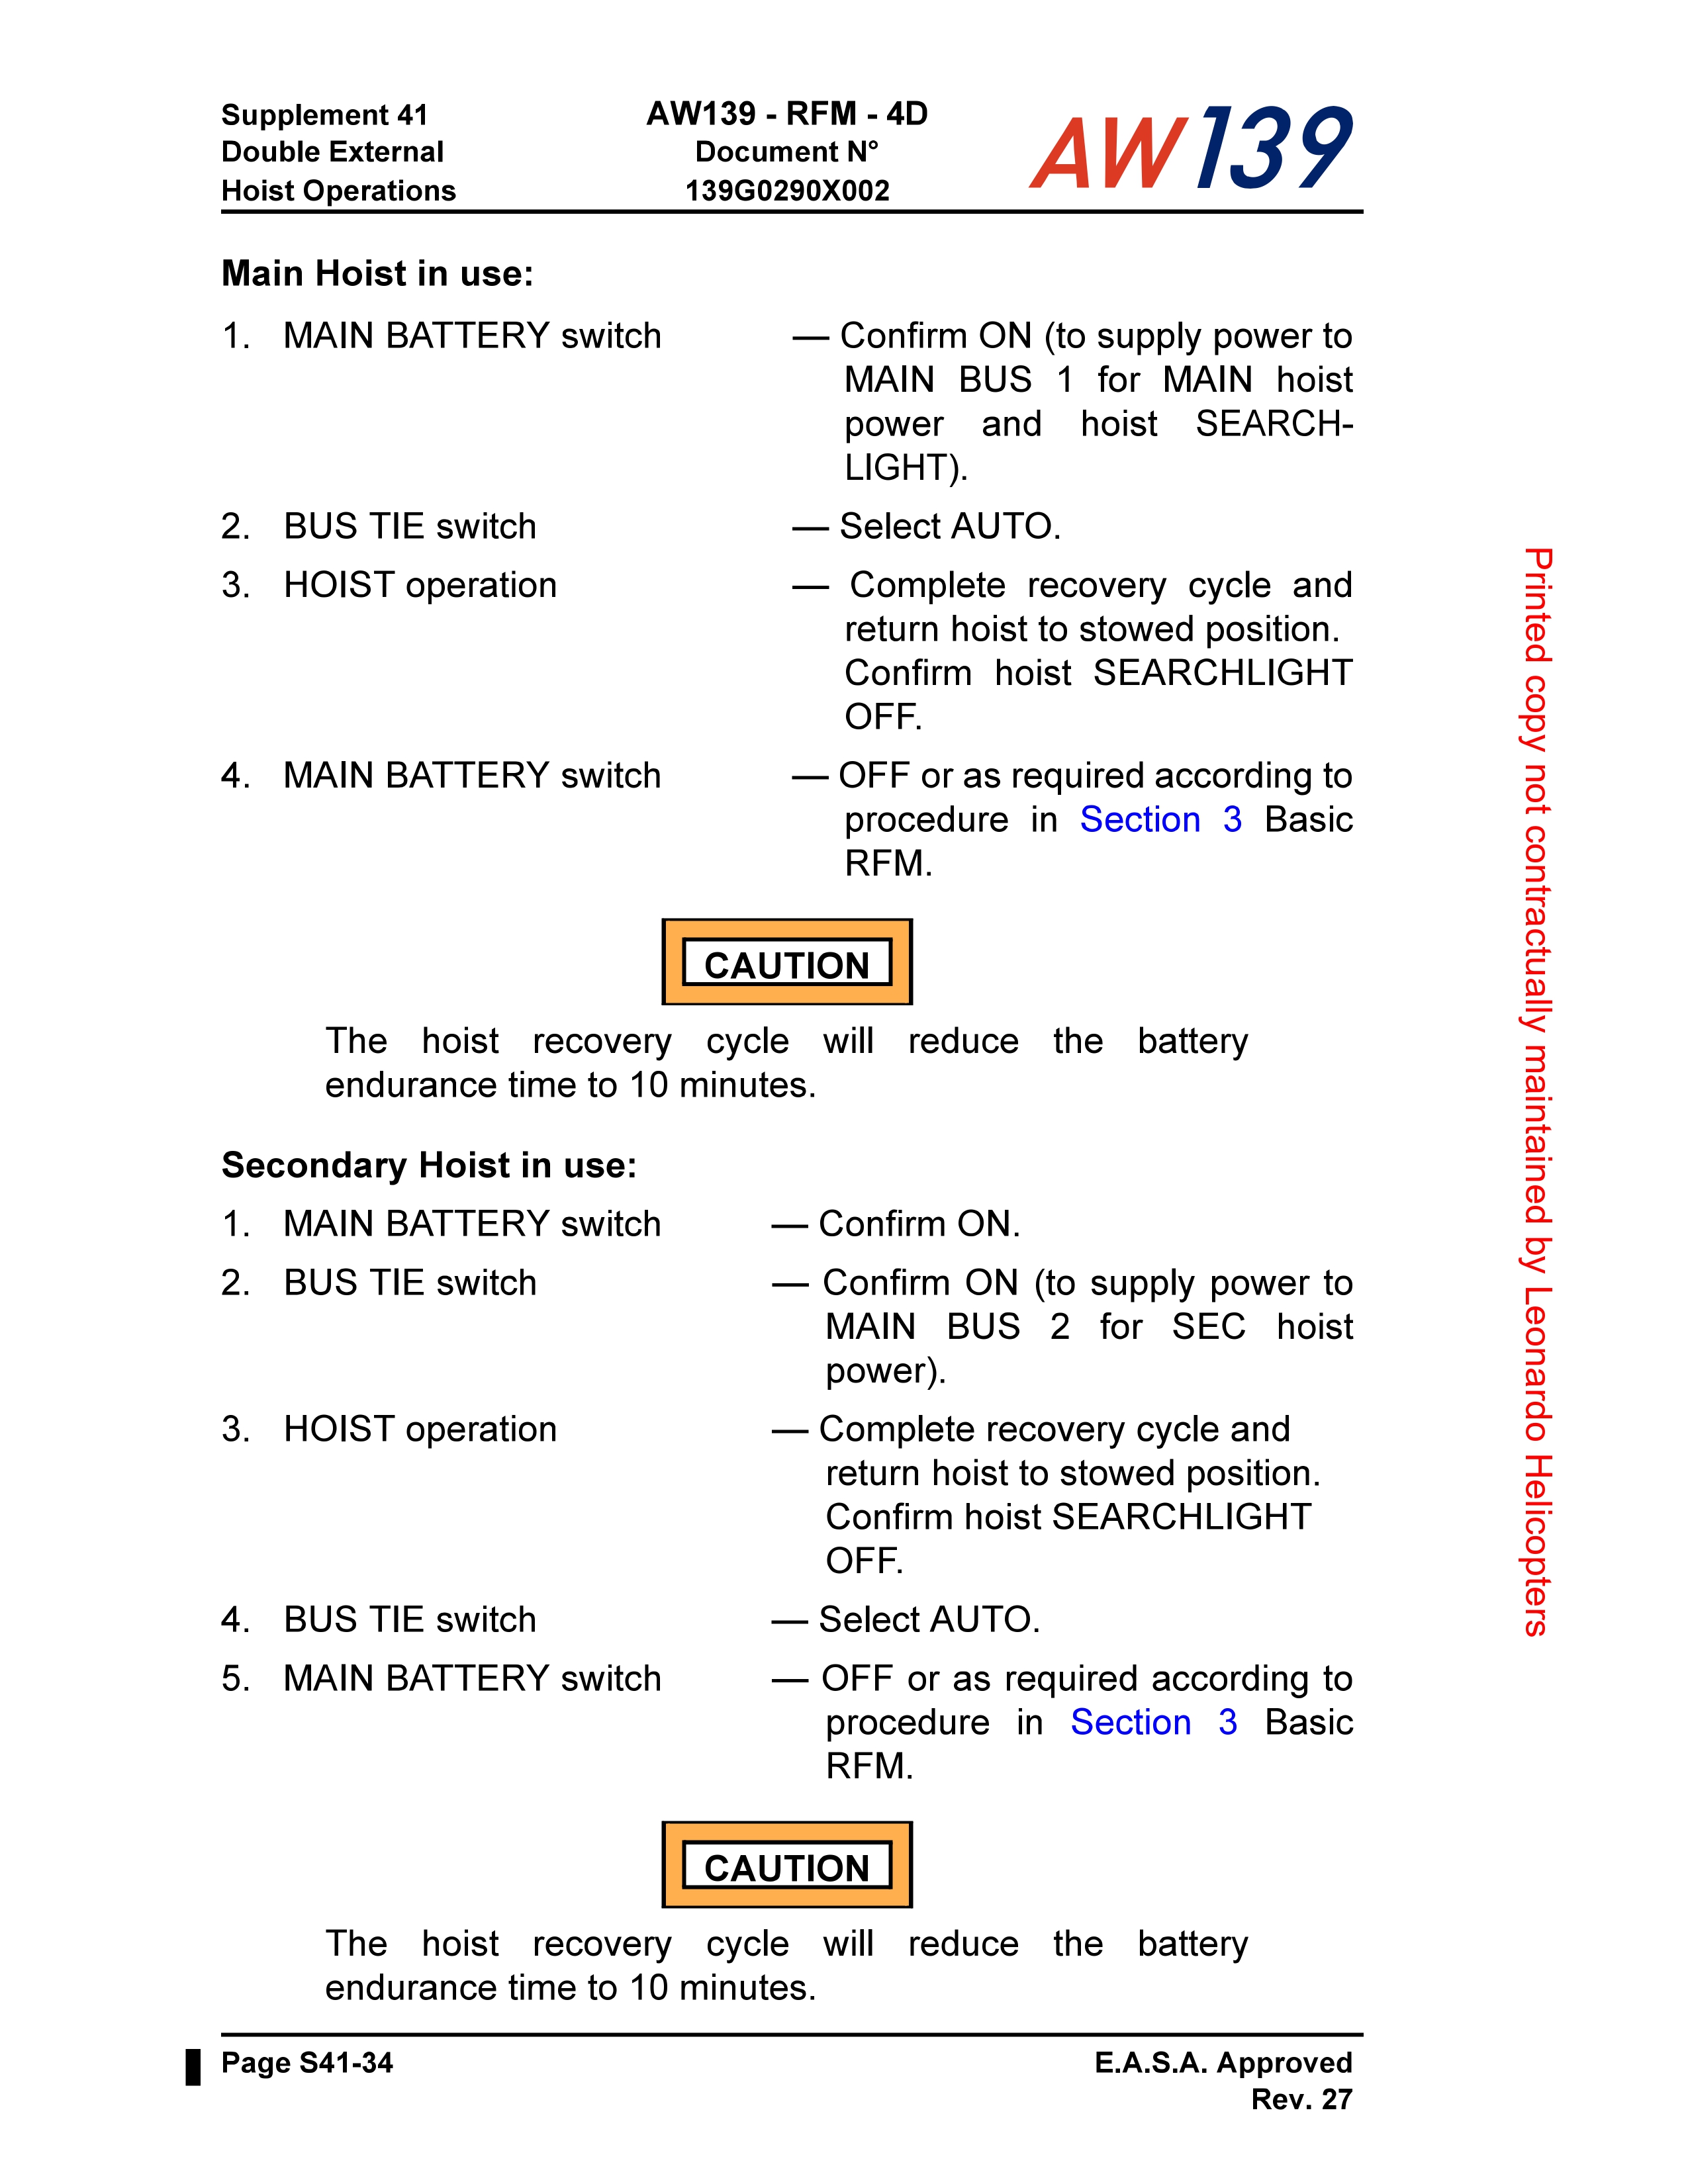 Supplement 41
Double External
Hoist Operations
AW139 - RFM - 4D
Document N°
139G0290X002
AW139
Main Hoist in use:
1. MAIN BATTERY switch — Confirm ON (to supply power to
MAIN BUS 1 for MAIN hoist
power and hoist SEARCH-
LIGHT).
2. BUS TIE switch — Select AUTO.
3. HOIST operation — Complete recovery cycle and
return hoist to stowed position.
Confirm hoist SEARCHLIGHT
OFF.
4. MAIN BATTERY switch — OFF or as required according to
procedure in Section 3 Basic
RFM.
CAUTION
The hoist recovery cycle will reduce the battery
endurance time to 10 minutes.
Secondary Hoist in use:
1. MAIN BATTERY switch — Confirm ON.
2. BUS TIE switch — Confirm ON (to supply power to
MAIN BUS 2 for SEC hoist
power).
3. HOIST operation — Complete recovery cycle and
return hoist to stowed position.
Confirm hoist SEARCHLIGHT
OFF.
4. BUS TIE switch — Select AUTO.
5. MAIN BATTERY switch — OFF or as required according to
procedure in Section 3 Basic
RFM.
CAUTION
The hoist recovery cycle will reduce the battery
endurance time to 10 minutes.
Page S41-34
E.A.S.A. Approved
Rev. 27
Printed copy not contractually maintained by Leonardo Helicopters